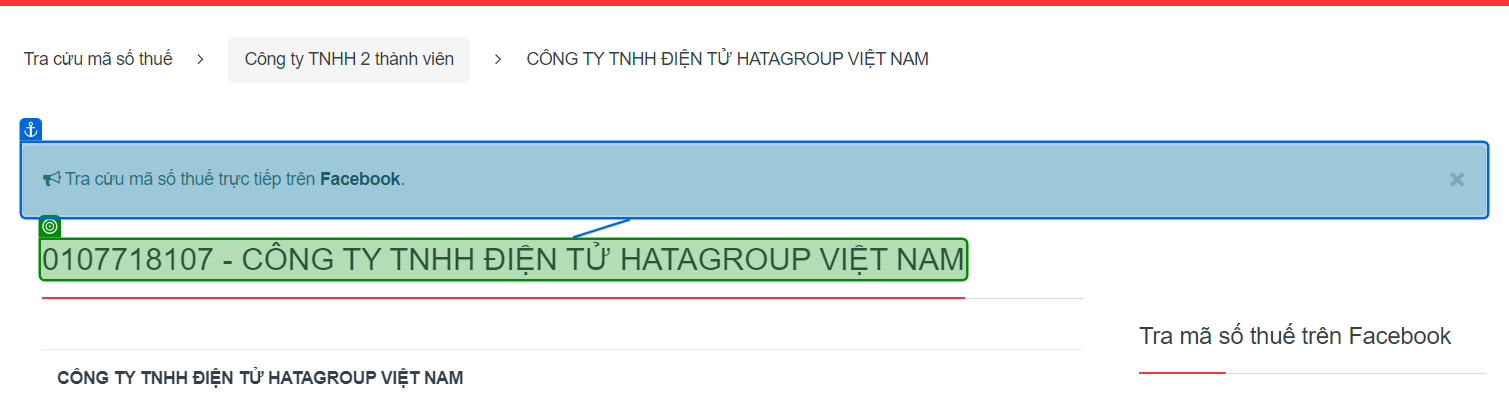 Tra cứu mã số thuế > Công ty TNHH 2 thành viên > CÔNG TY TNHH ĐIỆN TỬ HATAGROUP VIỆT NAM
Tra cứu mã số thuế trực tiếp trên Facebook. ×
0107718107 - CÔNG TY TNHH ĐIỆN TỬ HATAGROUP VIỆT NAM
Tra mã số thuế trên Facebook
CÔNG TY TNHH ĐIỆN TỬ HATAGROUP VIỆT NAM